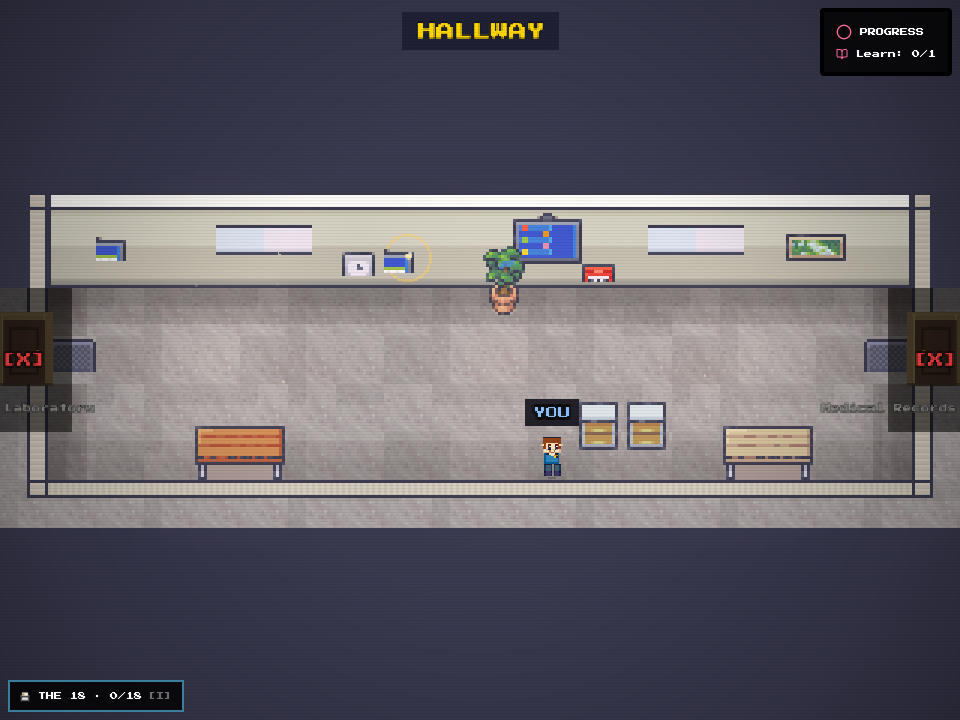 HALLWAY
PROGRESS
Learn: 0/1
[X]
[X]
Laboratory
Medical Records
YOU
THE 18 · 0/18 [I]